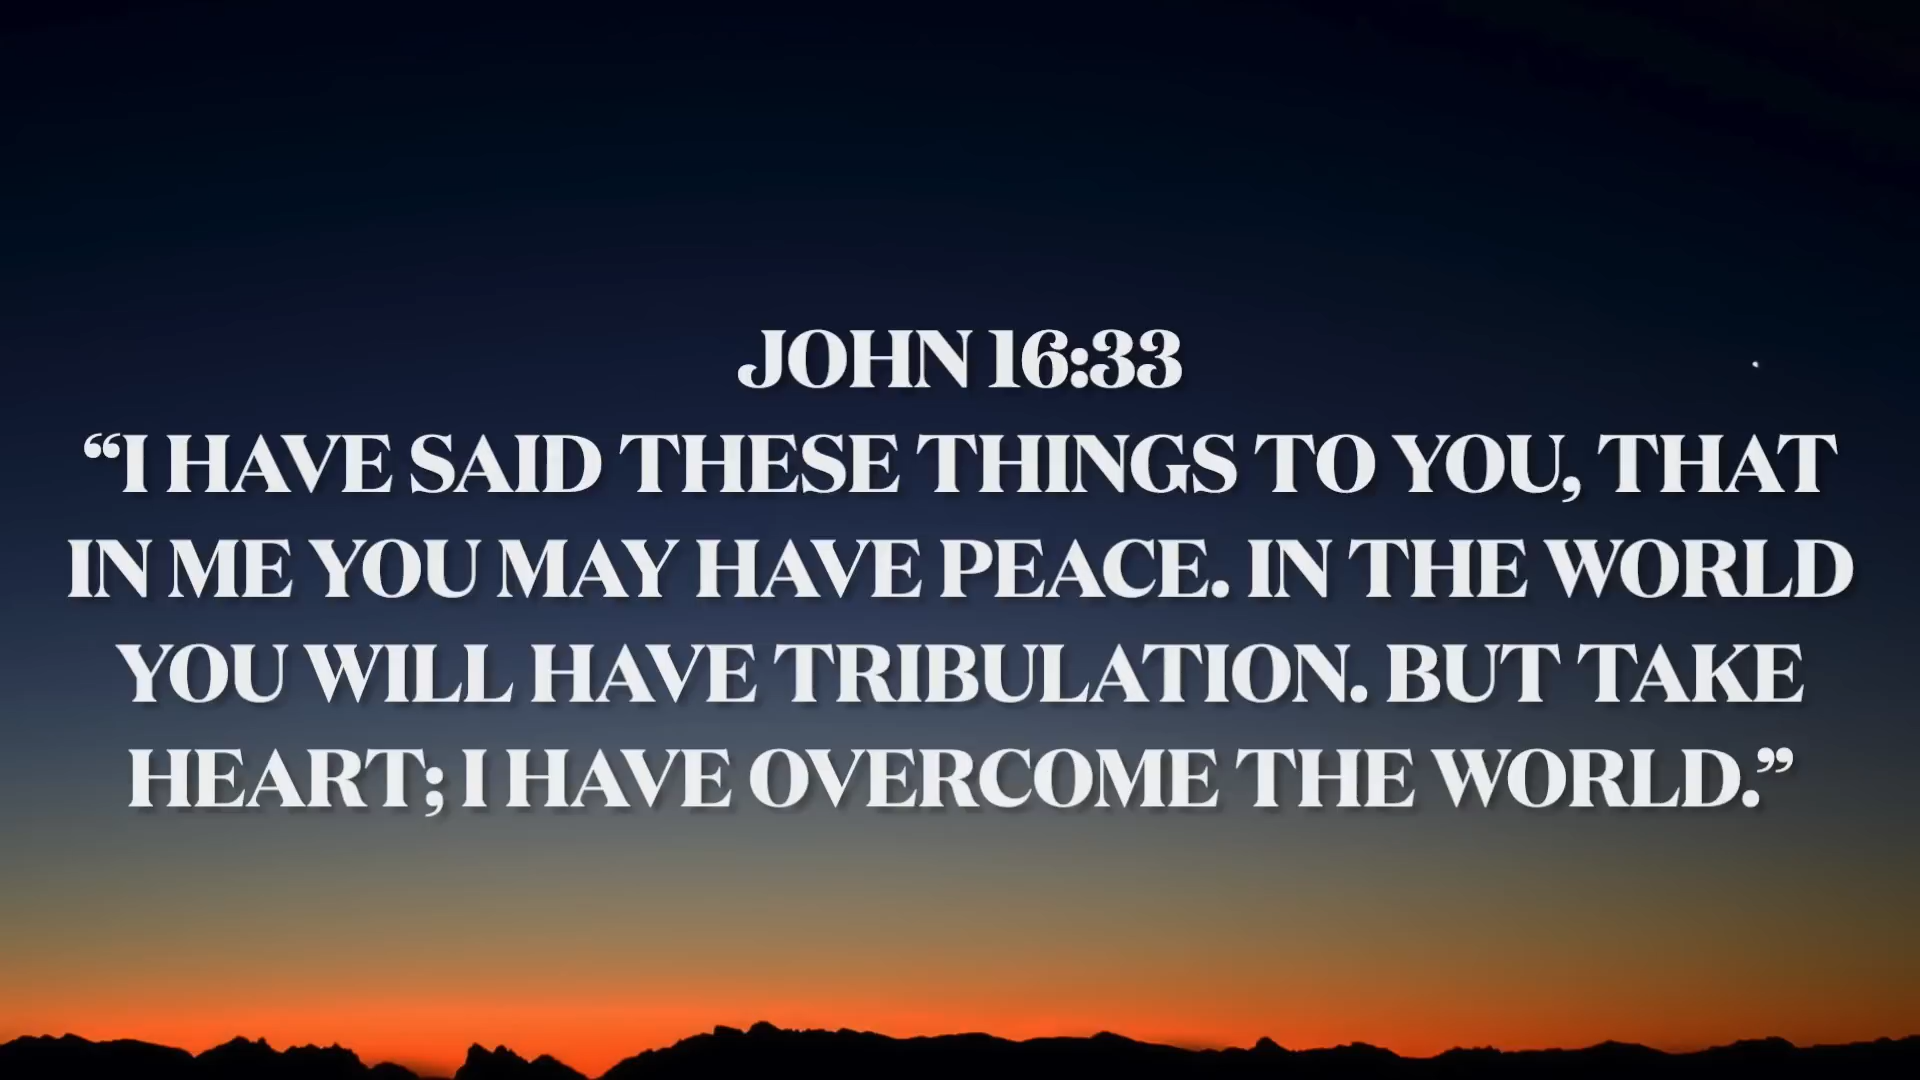 JOHN 16:33
“I HAVE SAID THESE THINGS TO YOU, THAT
IN ME YOU MAY HAVE PEACE. IN THE WORLD
YOU WILL HAVE TRIBULATION. BUT TAKE
HEART; I HAVE OVERCOME THE WORLD.”